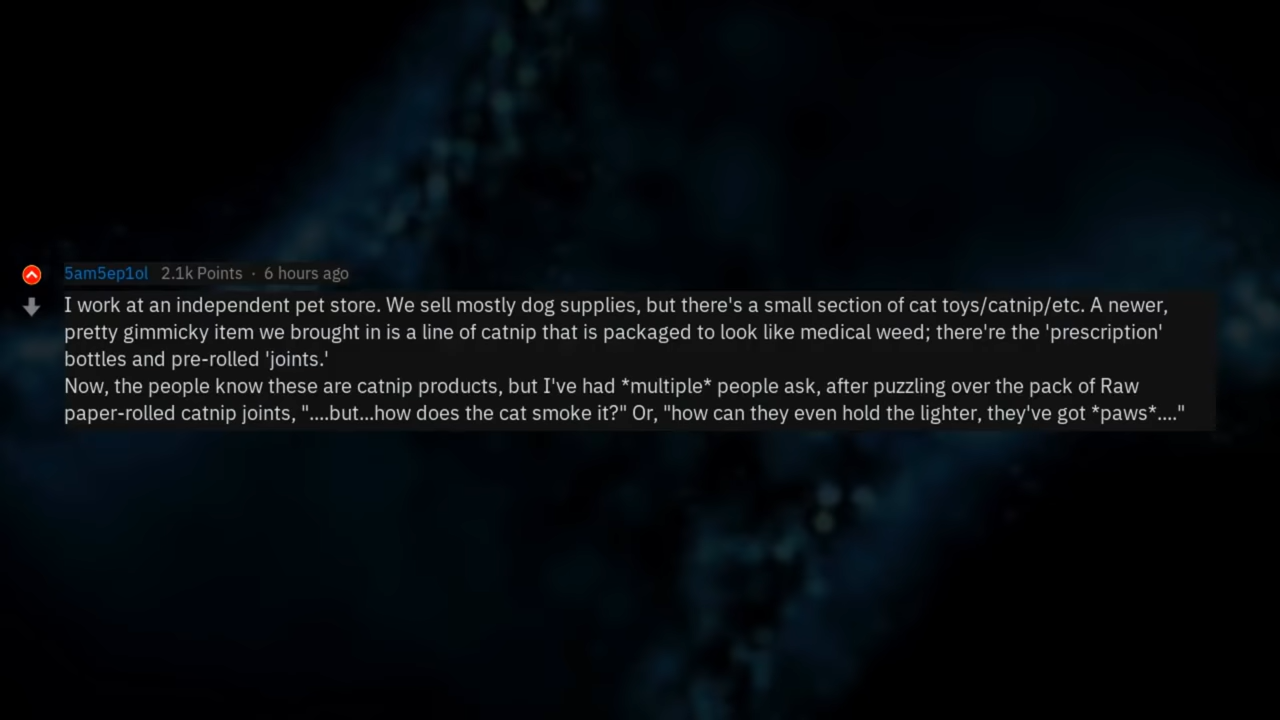 5am5ep1ol 2.1k Points · 6 hours ago
I work at an independent pet store. We sell mostly dog supplies, but there's a small section of cat toys/catnip/etc. A newer,
pretty gimmicky item we brought in is a line of catnip that is packaged to look like medical weed; there're the 'prescription'
bottles and pre-rolled 'joints.'
Now, the people know these are catnip products, but I've had *multiple* people ask, after puzzling over the pack of Raw
paper-rolled catnip joints, "....but...how does the cat smoke it?" Or, "how can they even hold the lighter, they've got *paws*...."